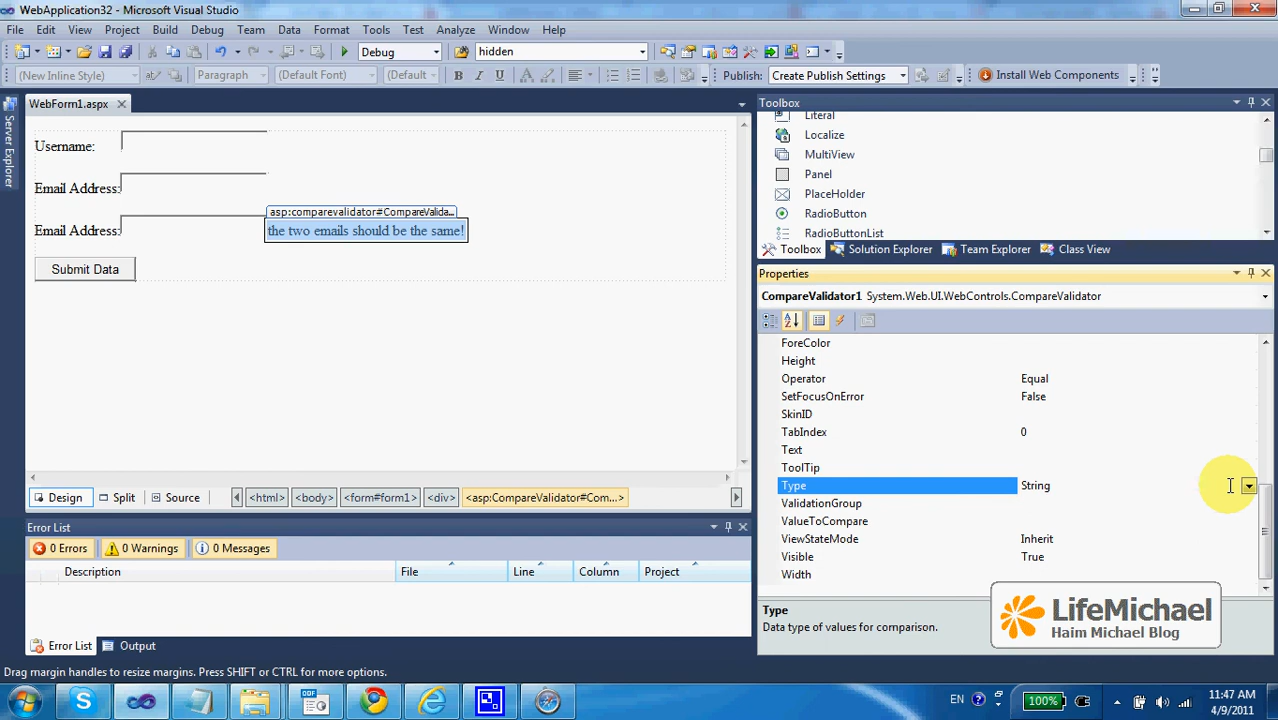 WebApplication32 - Microsoft Visual Studio
File Edit View Project Build Debug Team Data Format Tools Test Analyze Window Help
Debug hidden
(New Inline Style) Paragraph (Default Font) (Default B I U A Publish: Create Publish Settings Install Web Components
Server Explorer
WebForm1.aspx
Username:
Email Address:
asp:comparevalidator#CompareValida...
Email Address: the two emails should be the same!
Submit Data
Design Split Source <html> <body> <form#form1> <div> <asp:CompareValidator#Com...>
Error List
0 Errors 0 Warnings 0 Messages
Description File Line Column Project
Error List Output
Toolbox
Literal
Localize
MultiView
Panel
PlaceHolder
RadioButton
RadioButtonList
Toolbox Solution Explorer Team Explorer Class View
Properties
CompareValidator1 System.Web.UI.WebControls.CompareValidator
ForeColor
Height
Operator Equal
SetFocusOnError False
SkinID
TabIndex 0
Text
ToolTip
Type String
ValidationGroup
ValueToCompare
ViewStateMode Inherit
Visible True
Width
Type
Data type of values for comparison.
LifeMichael
Haim Michael Blog
Drag margin handles to resize margins. Press SHIFT or CTRL for more options.
EN 100% 11:47 AM
4/9/2011